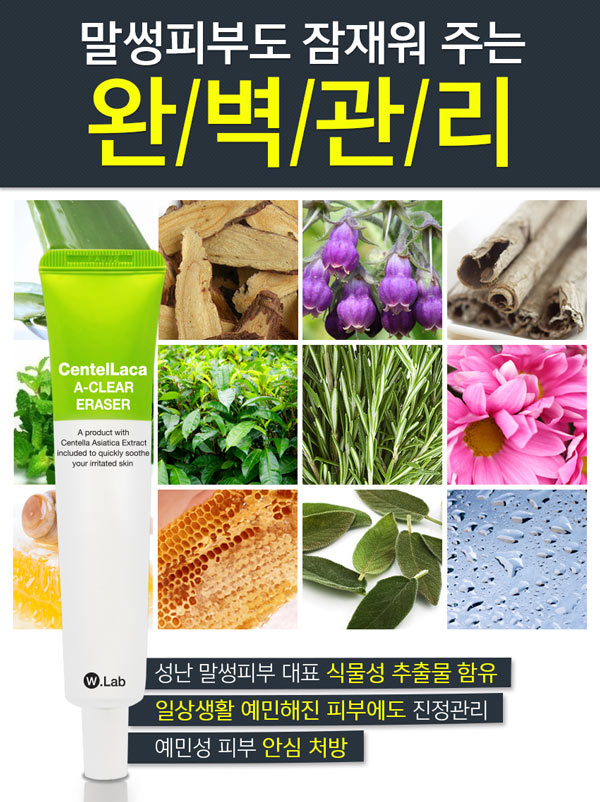 말썽피부도 잠재워 주는
완/벽/관/리
CentelLaca
A-CLEAR
ERASER
A product with
Centella Asiatica Extract
included to quickly soothe
your irritated skin
W.Lab
성난 말썽피부 대표 식물성 추출물 함유
일상생활 예민해진 피부에도 진정관리
예민성 피부 안심 처방